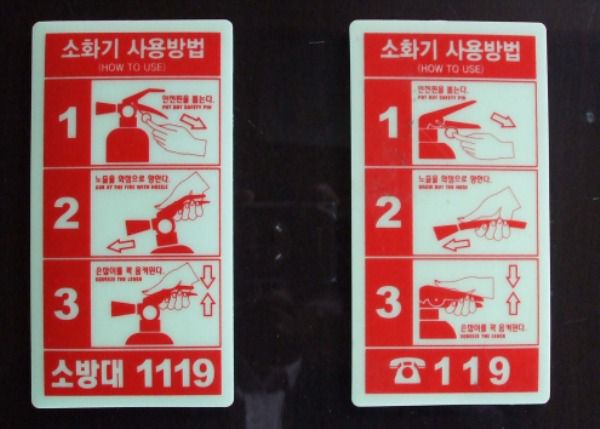 소화기 사용방법
(HOW TO USE)
1
안전핀을 뽑는다.
PUT OUT SAFETY PIN
2
노즐을 화점으로 향한다.
AIM AT THE FIRE WITH NOZZLE
3
손잡이를 꽉 움켜쥔다.
SQUEEZE THE LEVER
소방대 1119
소화기 사용방법
(HOW TO USE)
1
안전핀을 뽑는다.
PUT OUT SAFETY PIN
2
노즐을 화점으로 향한다.
3
손잡이를 꽉 움켜쥔다.
SQUEEZE THE LEVER
☎ 119